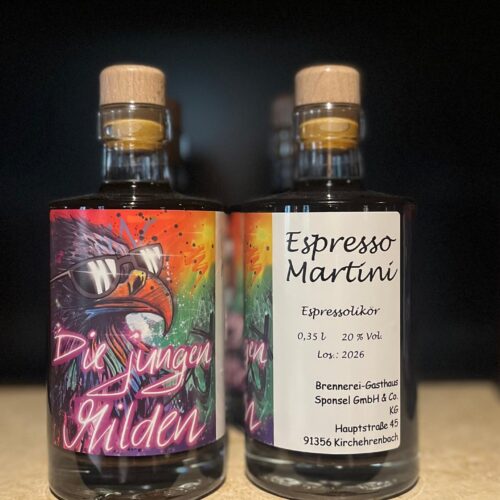 Die jungen
Wilden
Espresso
Martini
Espressolikör
0,35 l 20 % Vol.
Los.: 2026
Brennerei-Gasthaus
Sponsel GmbH & Co.
KG
Hauptstraße 45
91356 Kirchehrenbach